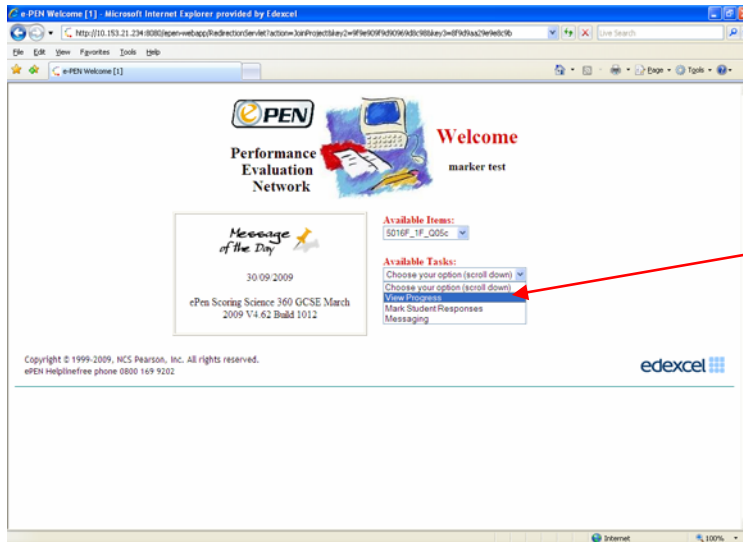 e-PEN Welcome [1] - Microsoft Internet Explorer provided by Edexcel
Live Search
File Edit View Favorites Tools Help
e-PEN Welcome [1]
Page Tools
ePEN
Performance
Evaluation
Network
Welcome
marker test
Message
of the Day
30/09/2009
ePen Scoring Science 360 GCSE March
2009 V4.62 Build 1012
Available Items:
5016F_1F_Q05c
Available Tasks:
Choose your option (scroll down)
Choose your option (scroll down)
View Progress
Mark Student Responses
Messaging
Copyright © 1999-2009, NCS Pearson, Inc. All rights reserved.
ePEN Helplinefree phone 0800 169 9202
edexcel
Internet
100%